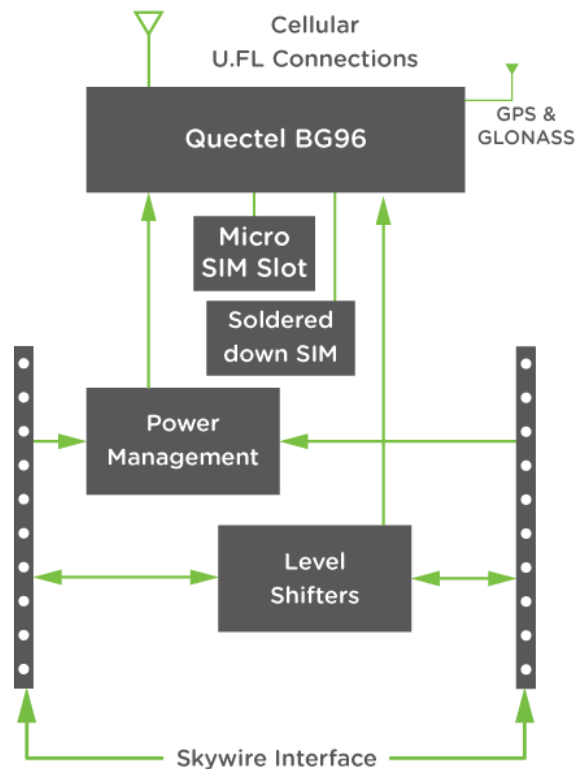 Cellular
U.FL Connections
Quectel BG96
GPS &
GLONASS
Micro
SIM Slot
Soldered
down SIM
Power
Management
Level
Shifters
Skywire Interface